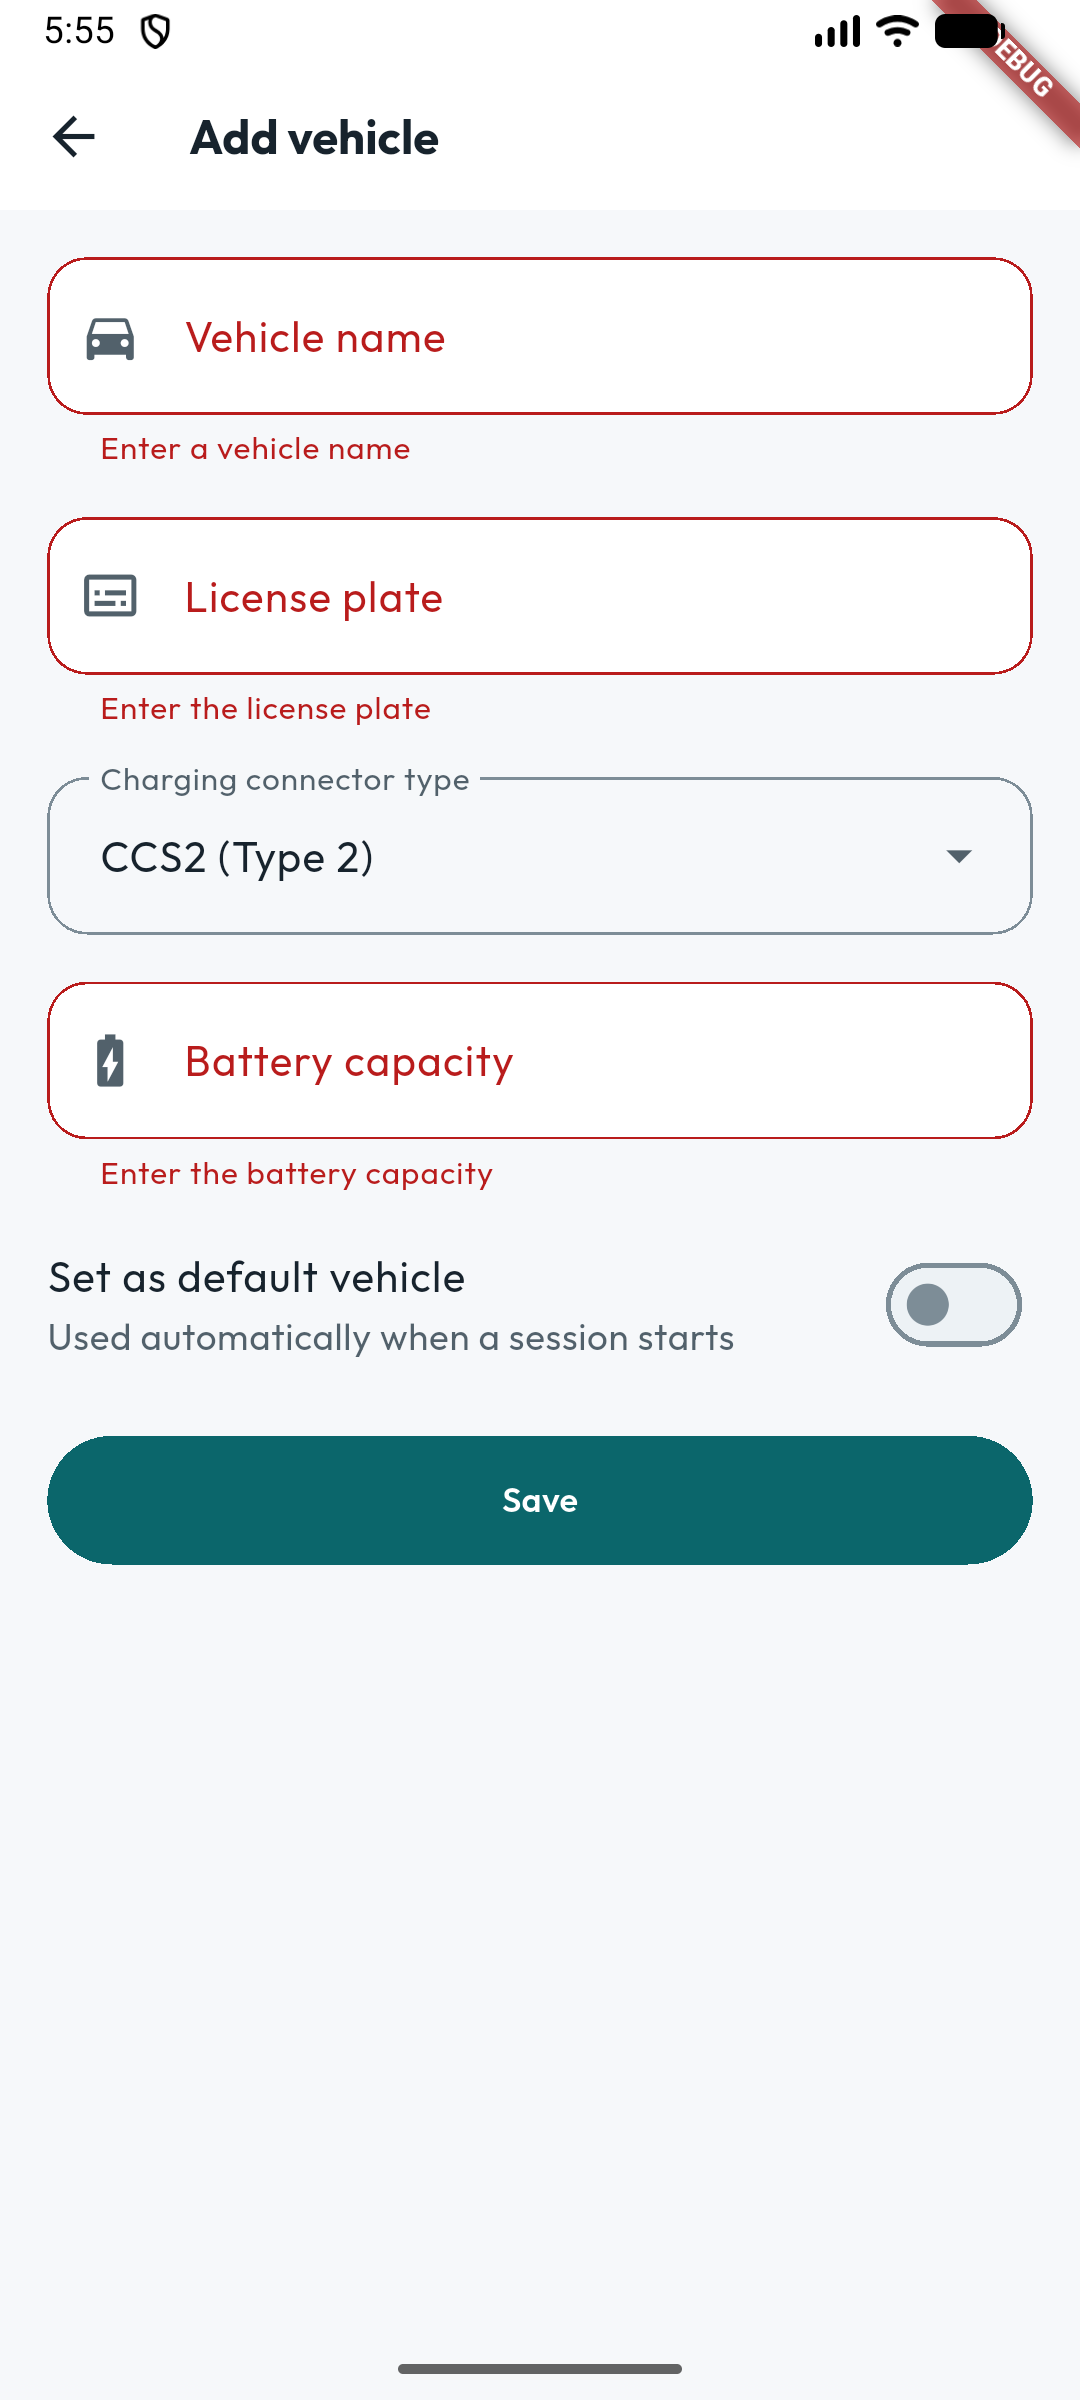 5:55
EBUG
Add vehicle
Vehicle name
Enter a vehicle name
License plate
Enter the license plate
Charging connector type
CCS2 (Type 2)
Battery capacity
Enter the battery capacity
Set as default vehicle
Used automatically when a session starts
Save